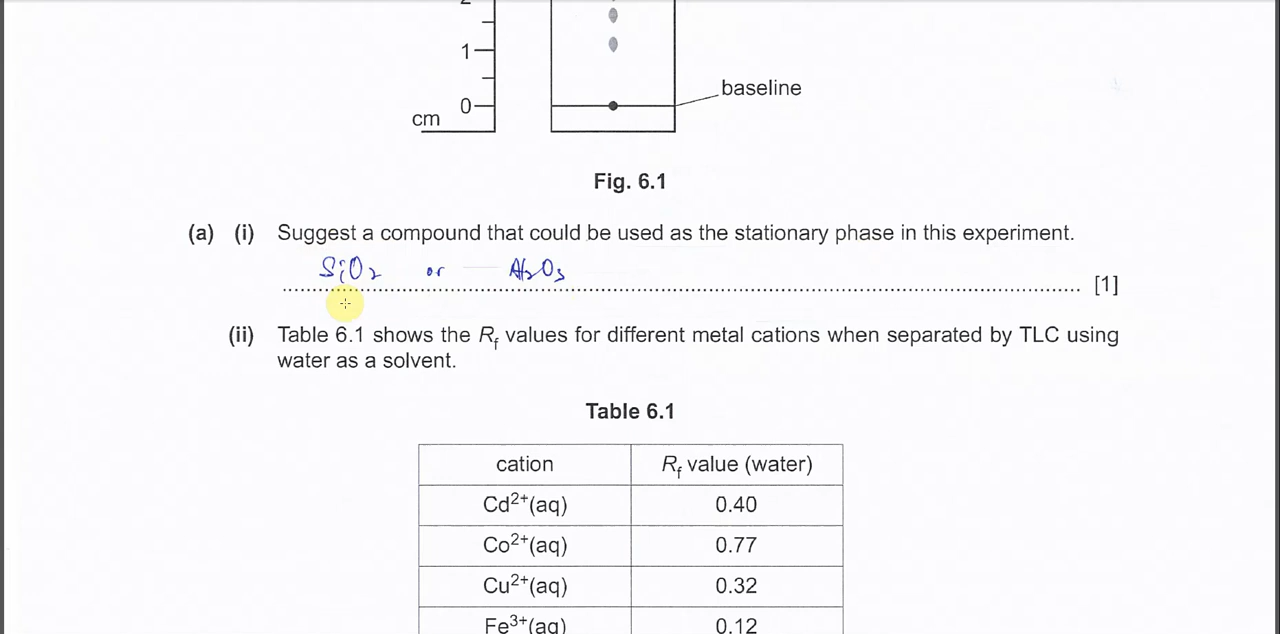 1
0
cm
baseline
Fig. 6.1
(a) (i) Suggest a compound that could be used as the stationary phase in this experiment.
SiO₂ or Al₂O₃
[1]
(ii) Table 6.1 shows the Rf values for different metal cations when separated by TLC using
water as a solvent.
Table 6.1
cation Rf value (water)
Cd²⁺(aq) 0.40
Co²⁺(aq) 0.77
Cu²⁺(aq) 0.32
Fe³⁺(aq) 0.12